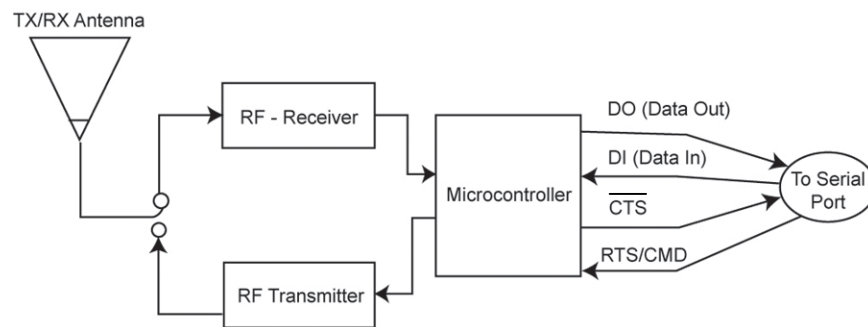 TX/RX Antenna
RF - Receiver
DO (Data Out)
DI (Data In)
Microcontroller
To Serial
Port
CTS
RTS/CMD
RF Transmitter